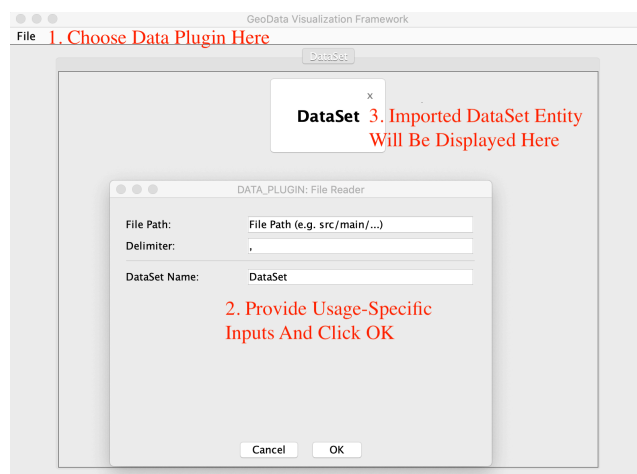 GeoData Visualization Framework
File 1. Choose Data Plugin Here
DataSet
x
DataSet 3. Imported DataSet Entity
Will Be Displayed Here
DATA_PLUGIN: File Reader
File Path: File Path (e.g. src/main/...)
Delimiter: ,
DataSet Name: DataSet
2. Provide Usage-Specific
Inputs And Click OK
Cancel OK